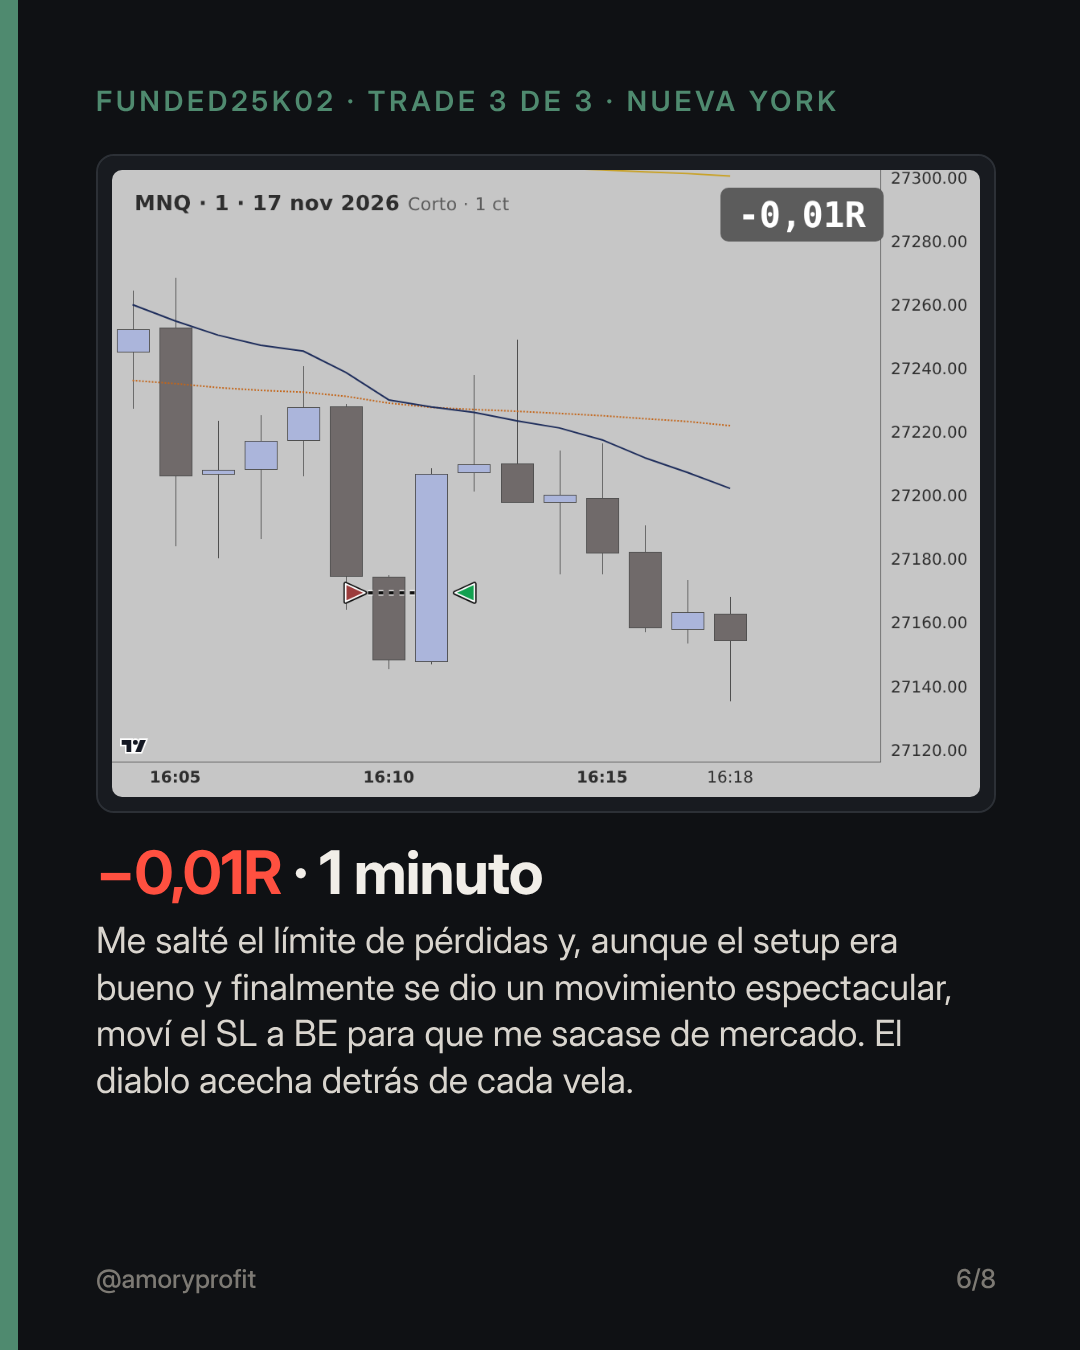 FUNDED25K02 · TRADE 3 DE 3 · NUEVA YORK
MNQ · 1 · 17 nov 2026 Corto · 1 ct
-0,01R
27300.00
27280.00
27260.00
27240.00
27220.00
27200.00
27180.00
27160.00
27140.00
27120.00
16:05 16:10 16:15 16:18
–0,01R · 1 minuto
Me salté el límite de pérdidas y, aunque el setup era
bueno y finalmente se dio un movimiento espectacular,
moví el SL a BE para que me sacase de mercado. El
diablo acecha detrás de cada vela.
@amoryprofit 6/8